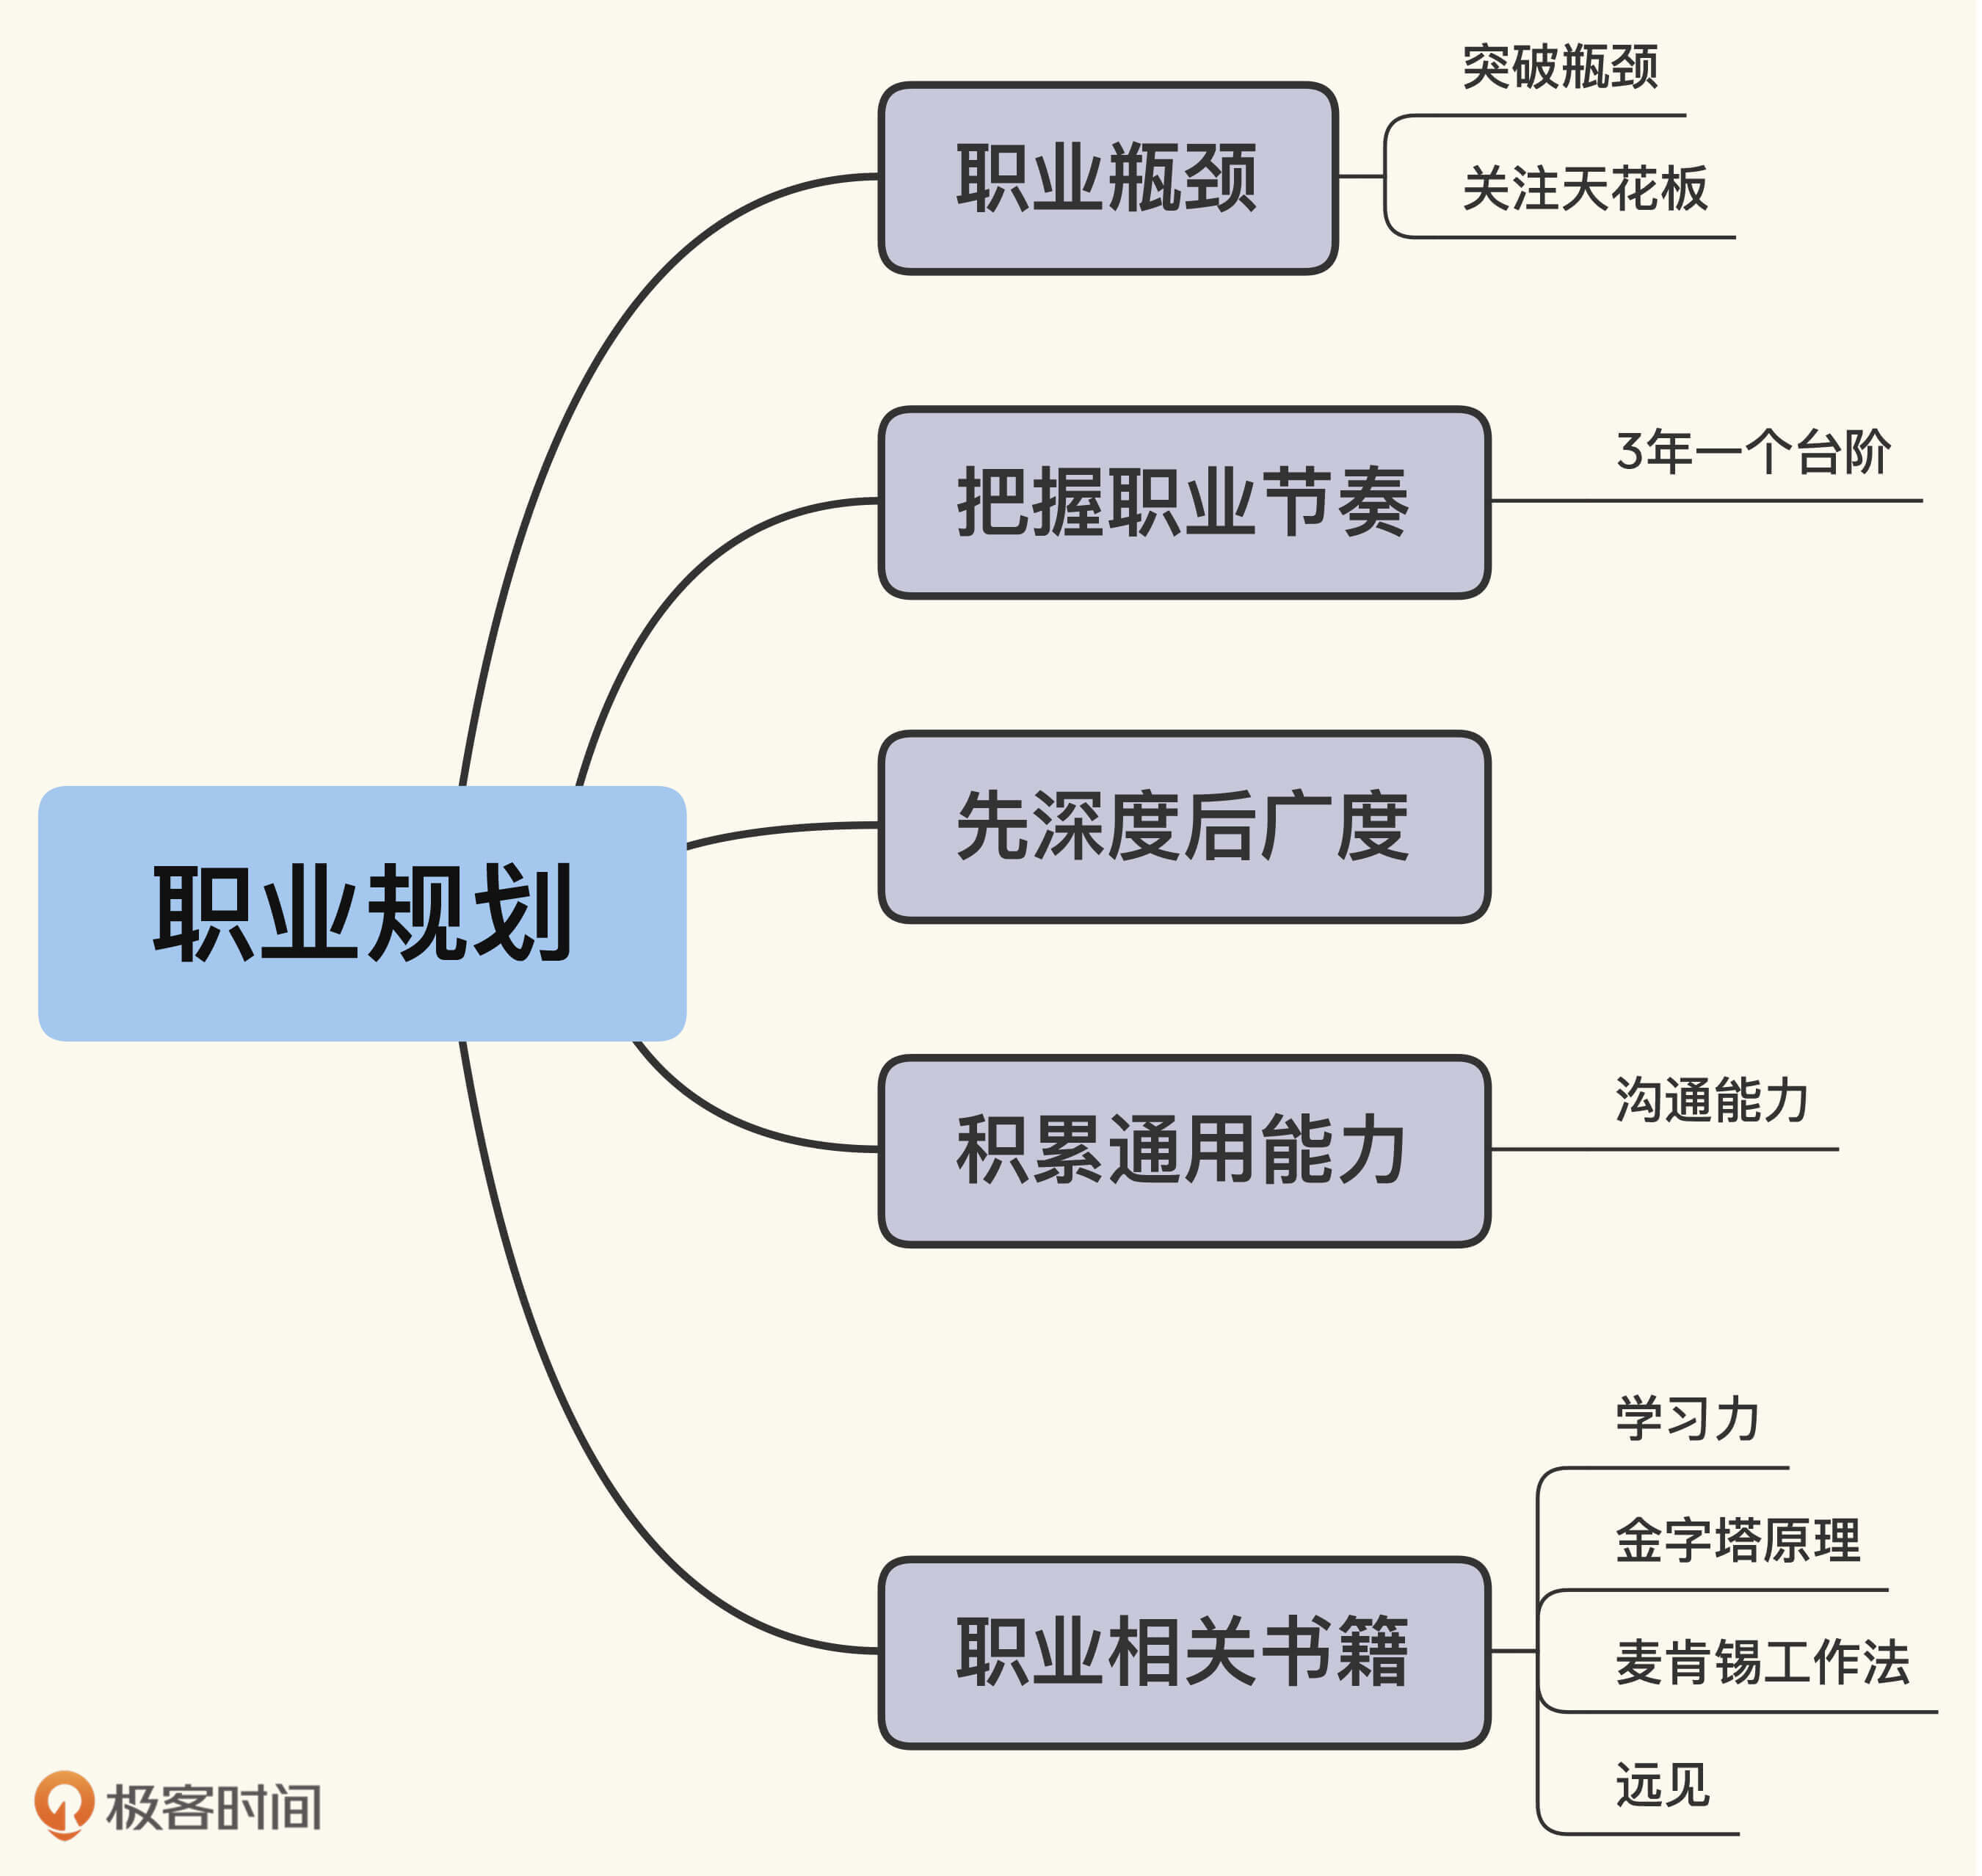 职业规划
职业瓶颈
突破瓶颈
关注天花板
把握职业节奏
3年一个台阶
先深度后广度
积累通用能力
沟通能力
职业相关书籍
学习力
金字塔原理
麦肯锡工作法
远见
极客时间